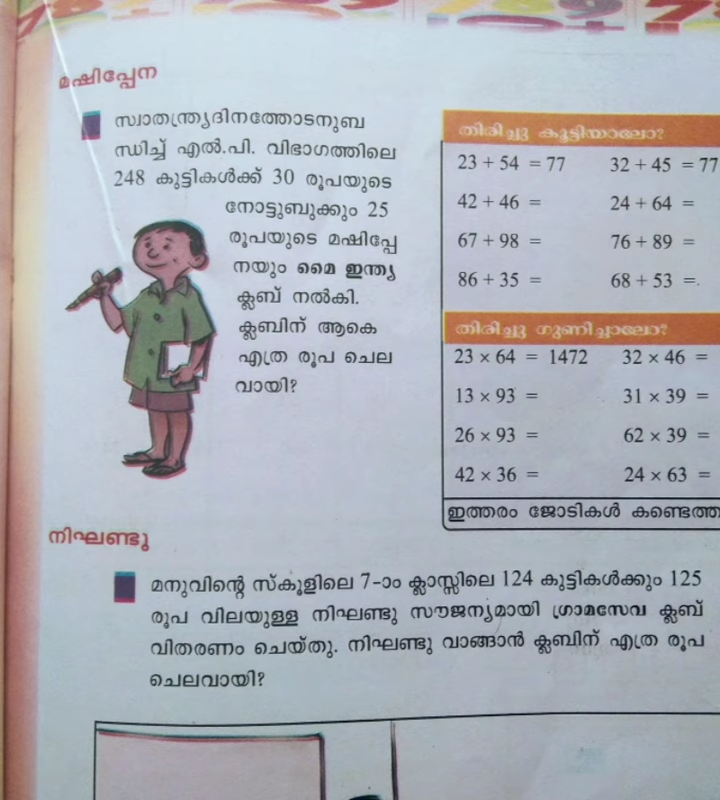 മഷിപ്പേന
സ്വാതന്ത്ര്യദിനത്തോടനുബ
ന്ധിച്ച് എൽ.പി. വിഭാഗത്തിലെ
248 കുട്ടികൾക്ക് 30 രൂപയുടെ
നോട്ടുബുക്കും 25
രൂപയുടെ മഷിപ്പേ
നയും മൈ ഇന്ത്യ
ക്ലബ് നൽകി.
ക്ലബിന് ആകെ
എത്ര രൂപ ചെല
വായി?
തിരിച്ചു കൂട്ടിയാലോ?
23 + 54 = 77 32 + 45 = 77
42 + 46 = 24 + 64 =
67 + 98 = 76 + 89 =
86 + 35 = 68 + 53 =.
തിരിച്ചു ഗുണിച്ചാലോ?
23 × 64 = 1472 32 × 46 =
13 × 93 = 31 × 39 =
26 × 93 = 62 × 39 =
42 × 36 = 24 × 63 =
ഇത്തരം ജോടികൾ കണ്ടെത്ത
നിഘണ്ടു
മനുവിന്റെ സ്കൂളിലെ 7-ാം ക്ലാസ്സിലെ 124 കുട്ടികൾക്കും 125
രൂപ വിലയുള്ള നിഘണ്ടു സൗജന്യമായി ഗ്രാമസേവ ക്ലബ്
വിതരണം ചെയ്തു. നിഘണ്ടു വാങ്ങാൻ ക്ലബിന് എത്ര രൂപ
ചെലവായി?